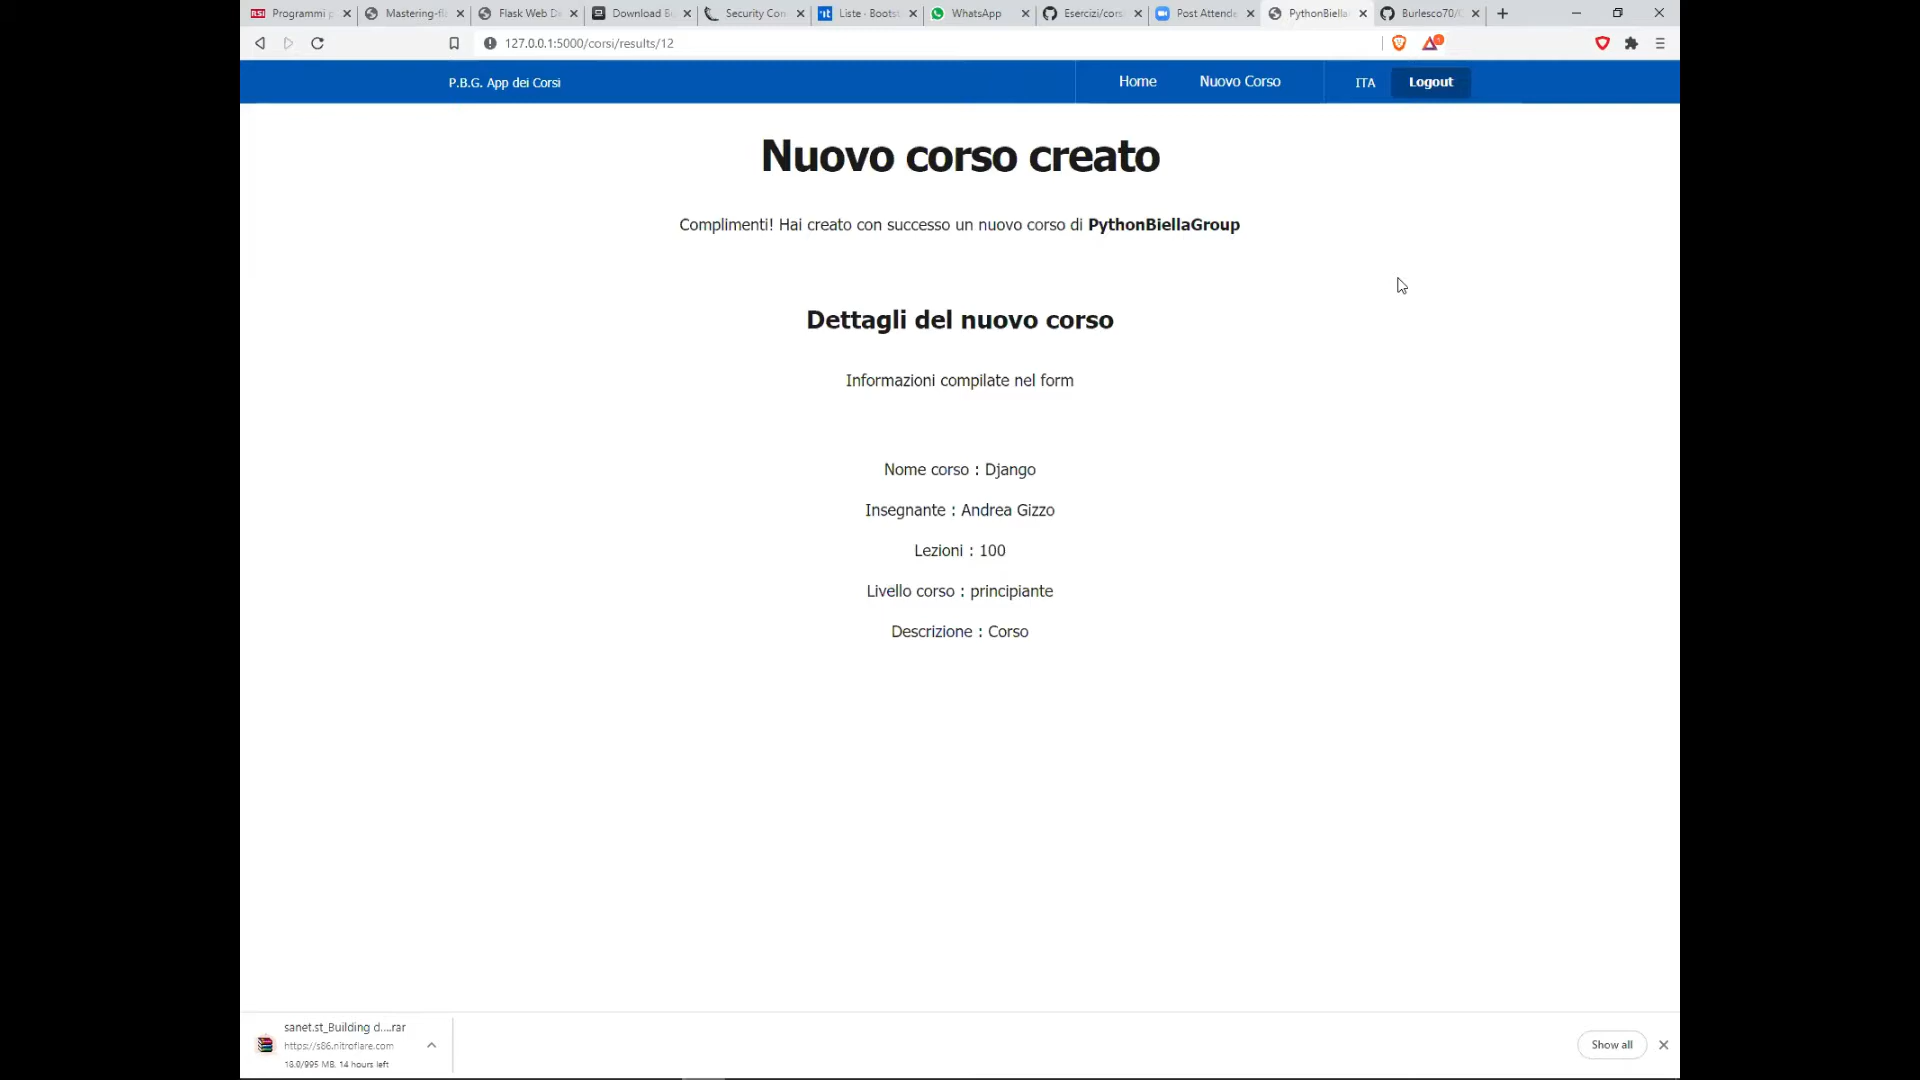 Programmi p
Mastering-fl
Flask Web D
Download B
Security Con
Liste · Boots
WhatsApp
Esercizi/cors
Post Attende
PythonBiella
Burlesco70/C
127.0.0.1:5000/corsi/results/12
P.B.G. App dei Corsi
Home
Nuovo Corso
ITA
Logout
Nuovo corso creato
Complimenti! Hai creato con successo un nuovo corso di PythonBiellaGroup
Dettagli del nuovo corso
Informazioni compilate nel form
Nome corso : Django
Insegnante : Andrea Gizzo
Lezioni : 100
Livello corso : principiante
Descrizione : Corso
sanet.st_Building d....rar
https://s86.nitroflare.com
18.0/995 MB, 14 hours left
Show all